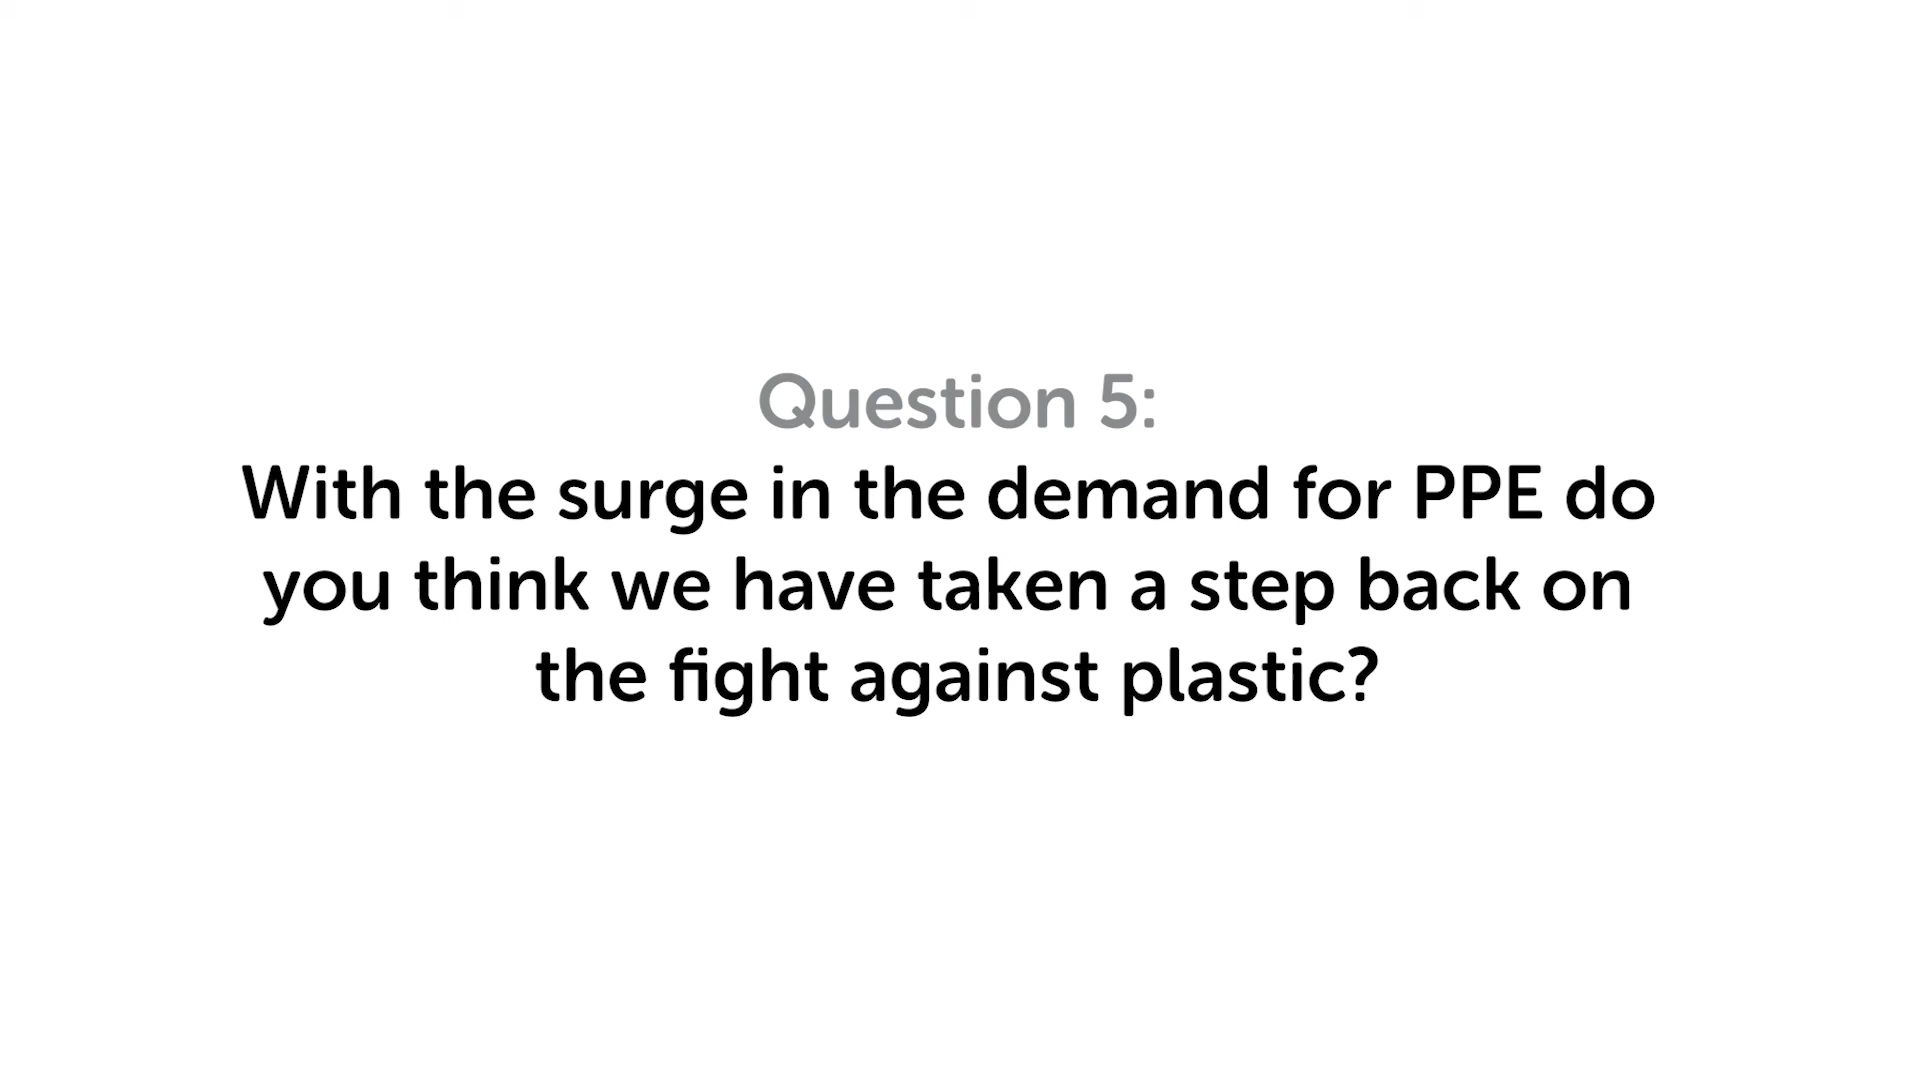 Question 5:
With the surge in the demand for PPE do
you think we have taken a step back on
the fight against plastic?